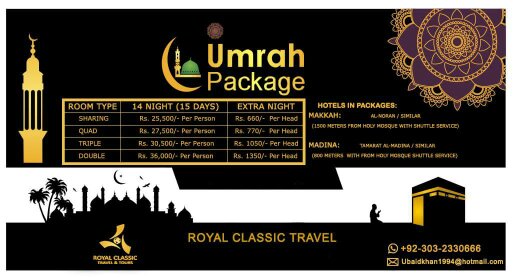 Umrah
Package
ROOM TYPE 14 NIGHT (15 DAYS) EXTRA NIGHT
SHARING Rs. 25,500/- Per Person Rs. 660/- Per Head
QUAD Rs. 27,500/- Per Person Rs. 770/- Per Head
TRIPLE Rs. 30,500/- Per Person Rs. 1050/- Per Head
DOUBLE Rs. 36,000/- Per Person Rs. 1350/- Per Head
HOTELS IN PACKAGES:
MAKKAH: AL-NORAN / SIMILAR
(1500 METERS FROM HOLY MOSQUE WITH SHUTTLE SERVICE)
MADINA: TAMARAT AL-MADINA / SIMILAR
(800 METERS WITH FROM HOLY MOSQUE SHUTTLE SERVICE)
ROYAL CLASSIC
TRAVEL & TOURS
ROYAL CLASSIC TRAVEL
+92-303-2330666
Ubaidkhan1994@hotmail.com